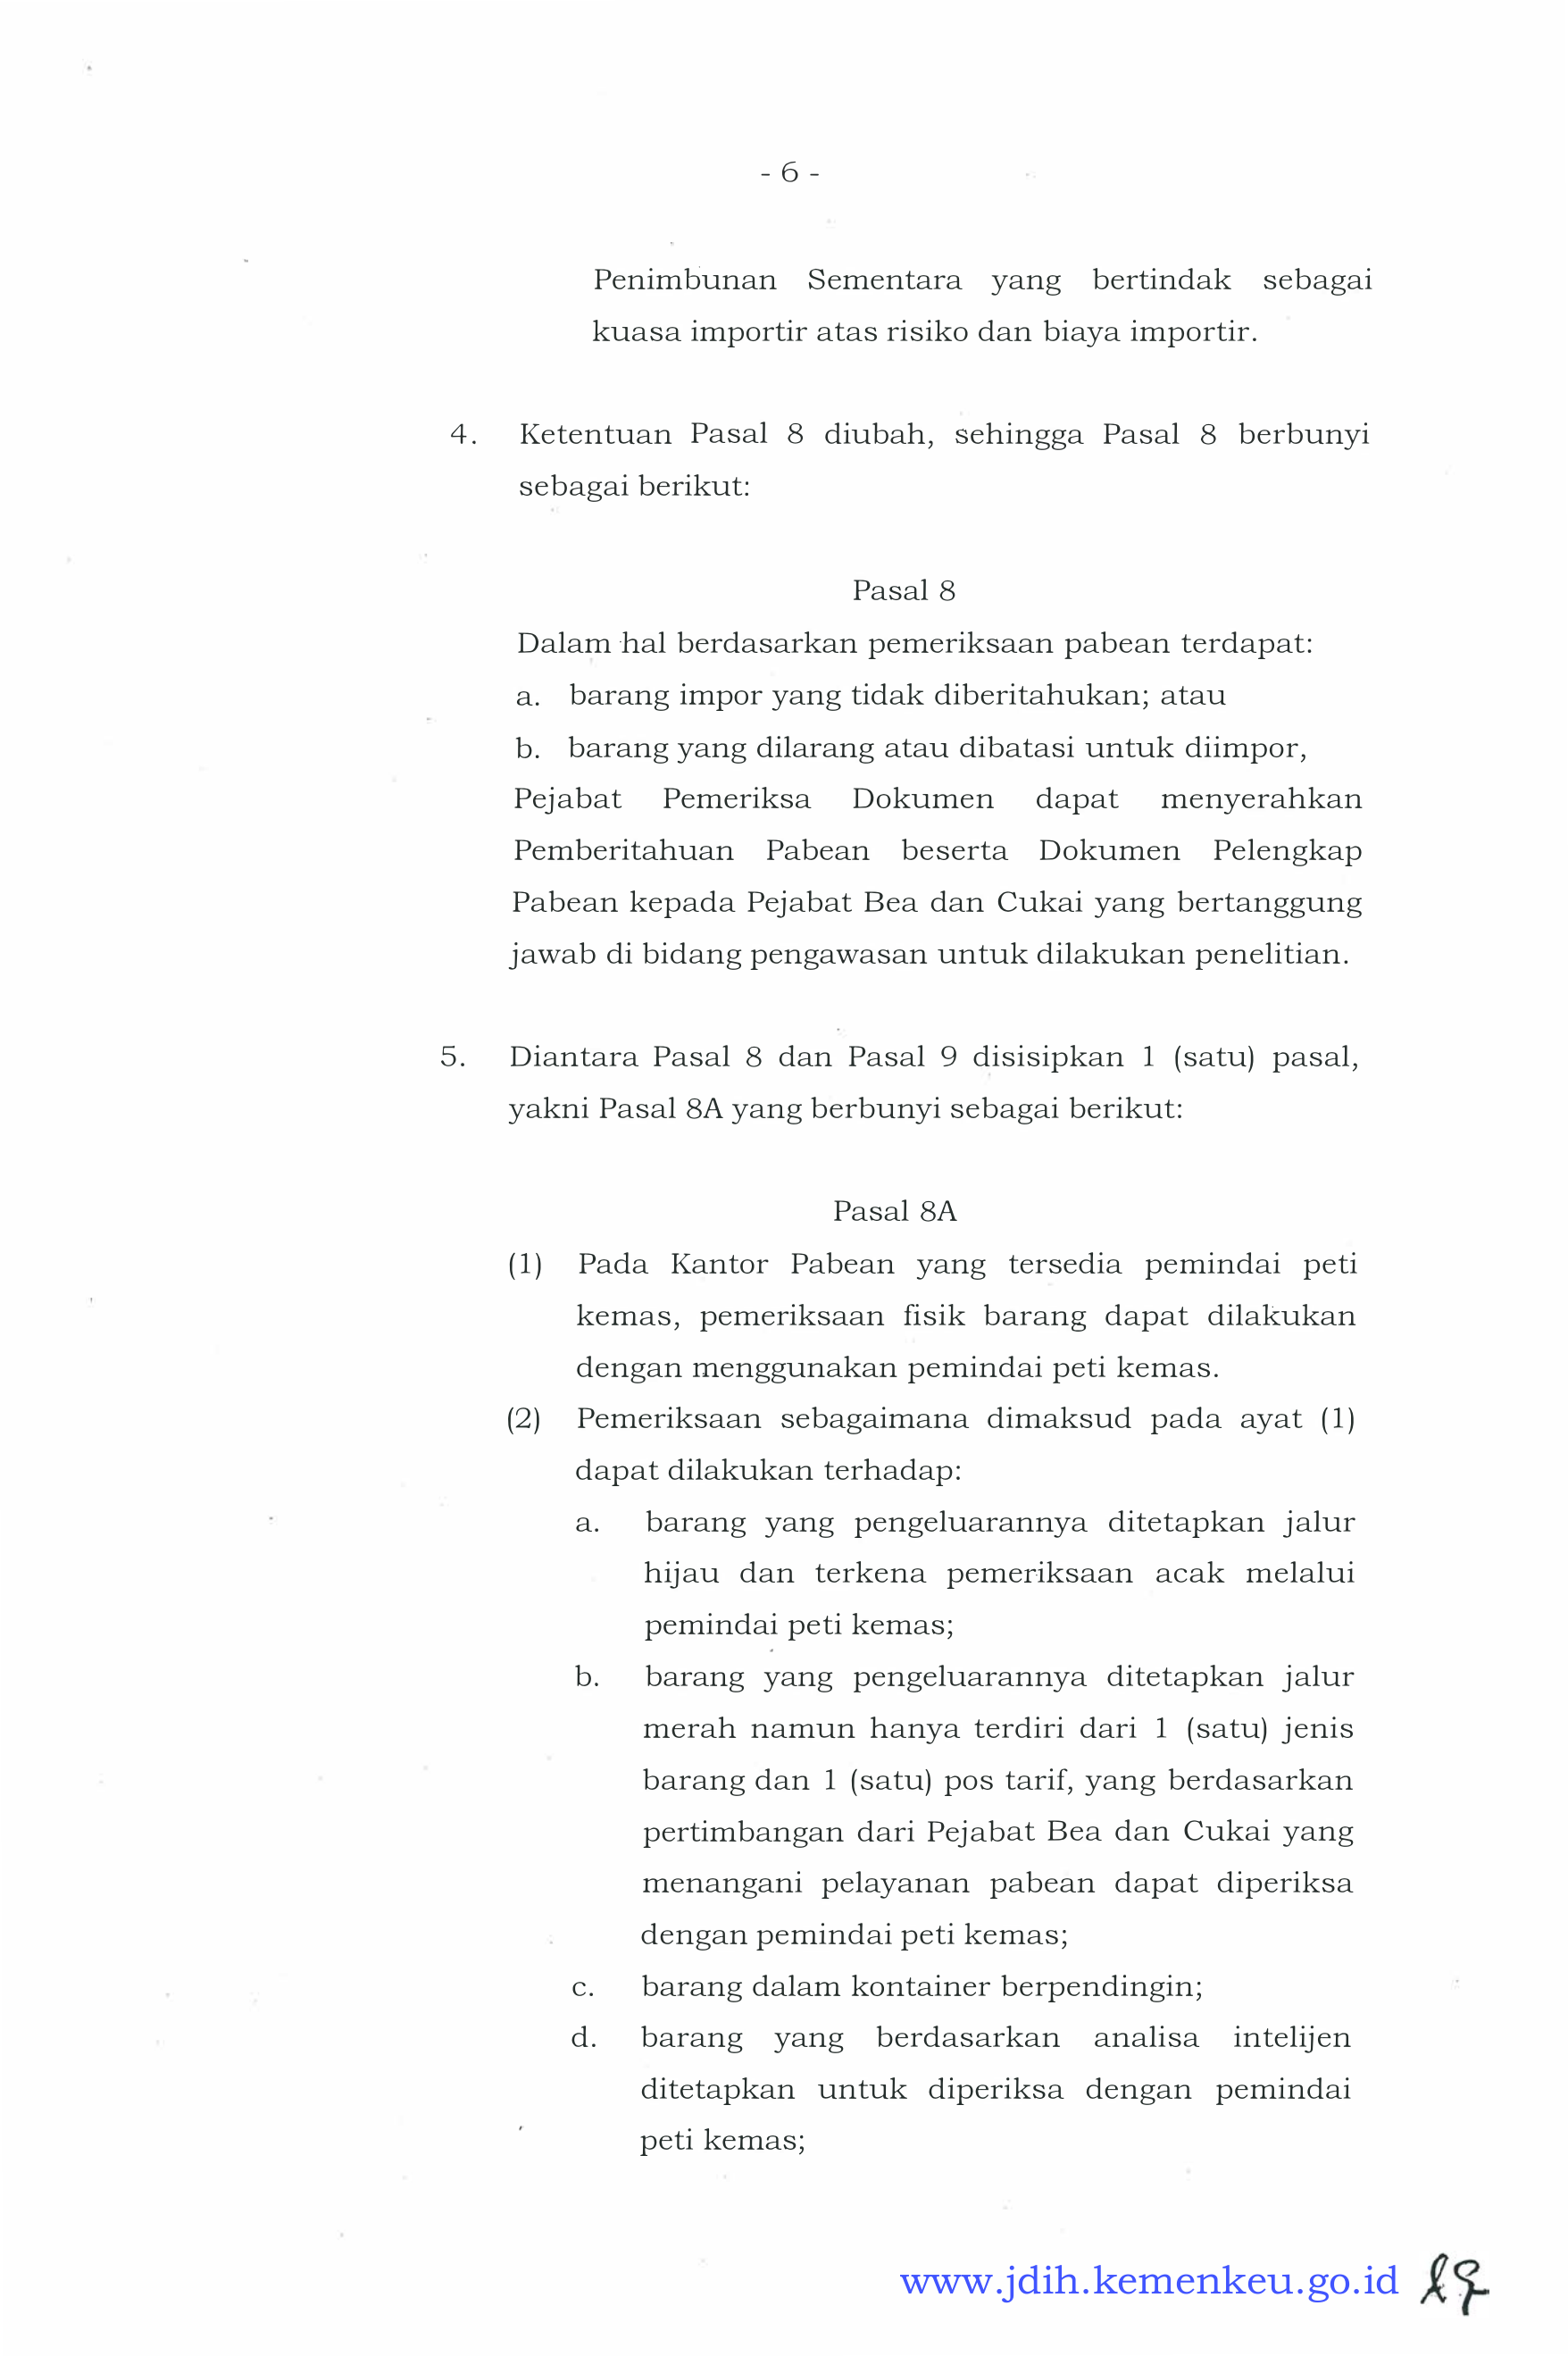 - 6 -
Penimbunan Sementara yang bertindak sebagai
kuasa importir atas risiko dan biaya importir.
4. Ketentuan Pasal 8 diubah, sehingga Pasal 8 berbunyi
sebagai berikut:
Pasal 8
Dalam hal berdasarkan pemeriksaan pabean terdapat:
a. barang impor yang tidak diberitahukan; atau
b. barang yang dilarang atau dibatasi untuk diimpor,
Pejabat Pemeriksa Dokumen dapat menyerahkan
Pemberitahuan Pabean beserta Dokumen Pelengkap
Pabean kepada Pejabat Bea dan Cukai yang bertanggung
jawab di bidang pengawasan untuk dilakukan penelitian.
5. Diantara Pasal 8 dan Pasal 9 disisipkan 1 (satu) pasal,
yakni Pasal 8A yang berbunyi sebagai berikut:
Pasal 8A
(1) Pada Kantor Pabean yang tersedia pemindai peti
kemas, pemeriksaan fisik barang dapat dilakukan
dengan menggunakan pemindai peti kemas.
(2) Pemeriksaan sebagaimana dimaksud pada ayat (1)
dapat dilakukan terhadap:
a. barang yang pengeluarannya ditetapkan jalur
hijau dan terkena pemeriksaan acak melalui
pemindai peti kemas;
b. barang yang pengeluarannya ditetapkan jalur
merah namun hanya terdiri dari 1 (satu) jenis
barang dan 1 (satu) pos tarif, yang berdasarkan
pertimbangan dari Pejabat Bea dan Cukai yang
menangani pelayanan pabean dapat diperiksa
dengan pemindai peti kemas;
c. barang dalam kontainer berpendingin;
d. barang yang berdasarkan analisa intelijen
ditetapkan untuk diperiksa dengan pemindai
peti kemas;
www.jdih.kemenkeu.go.id